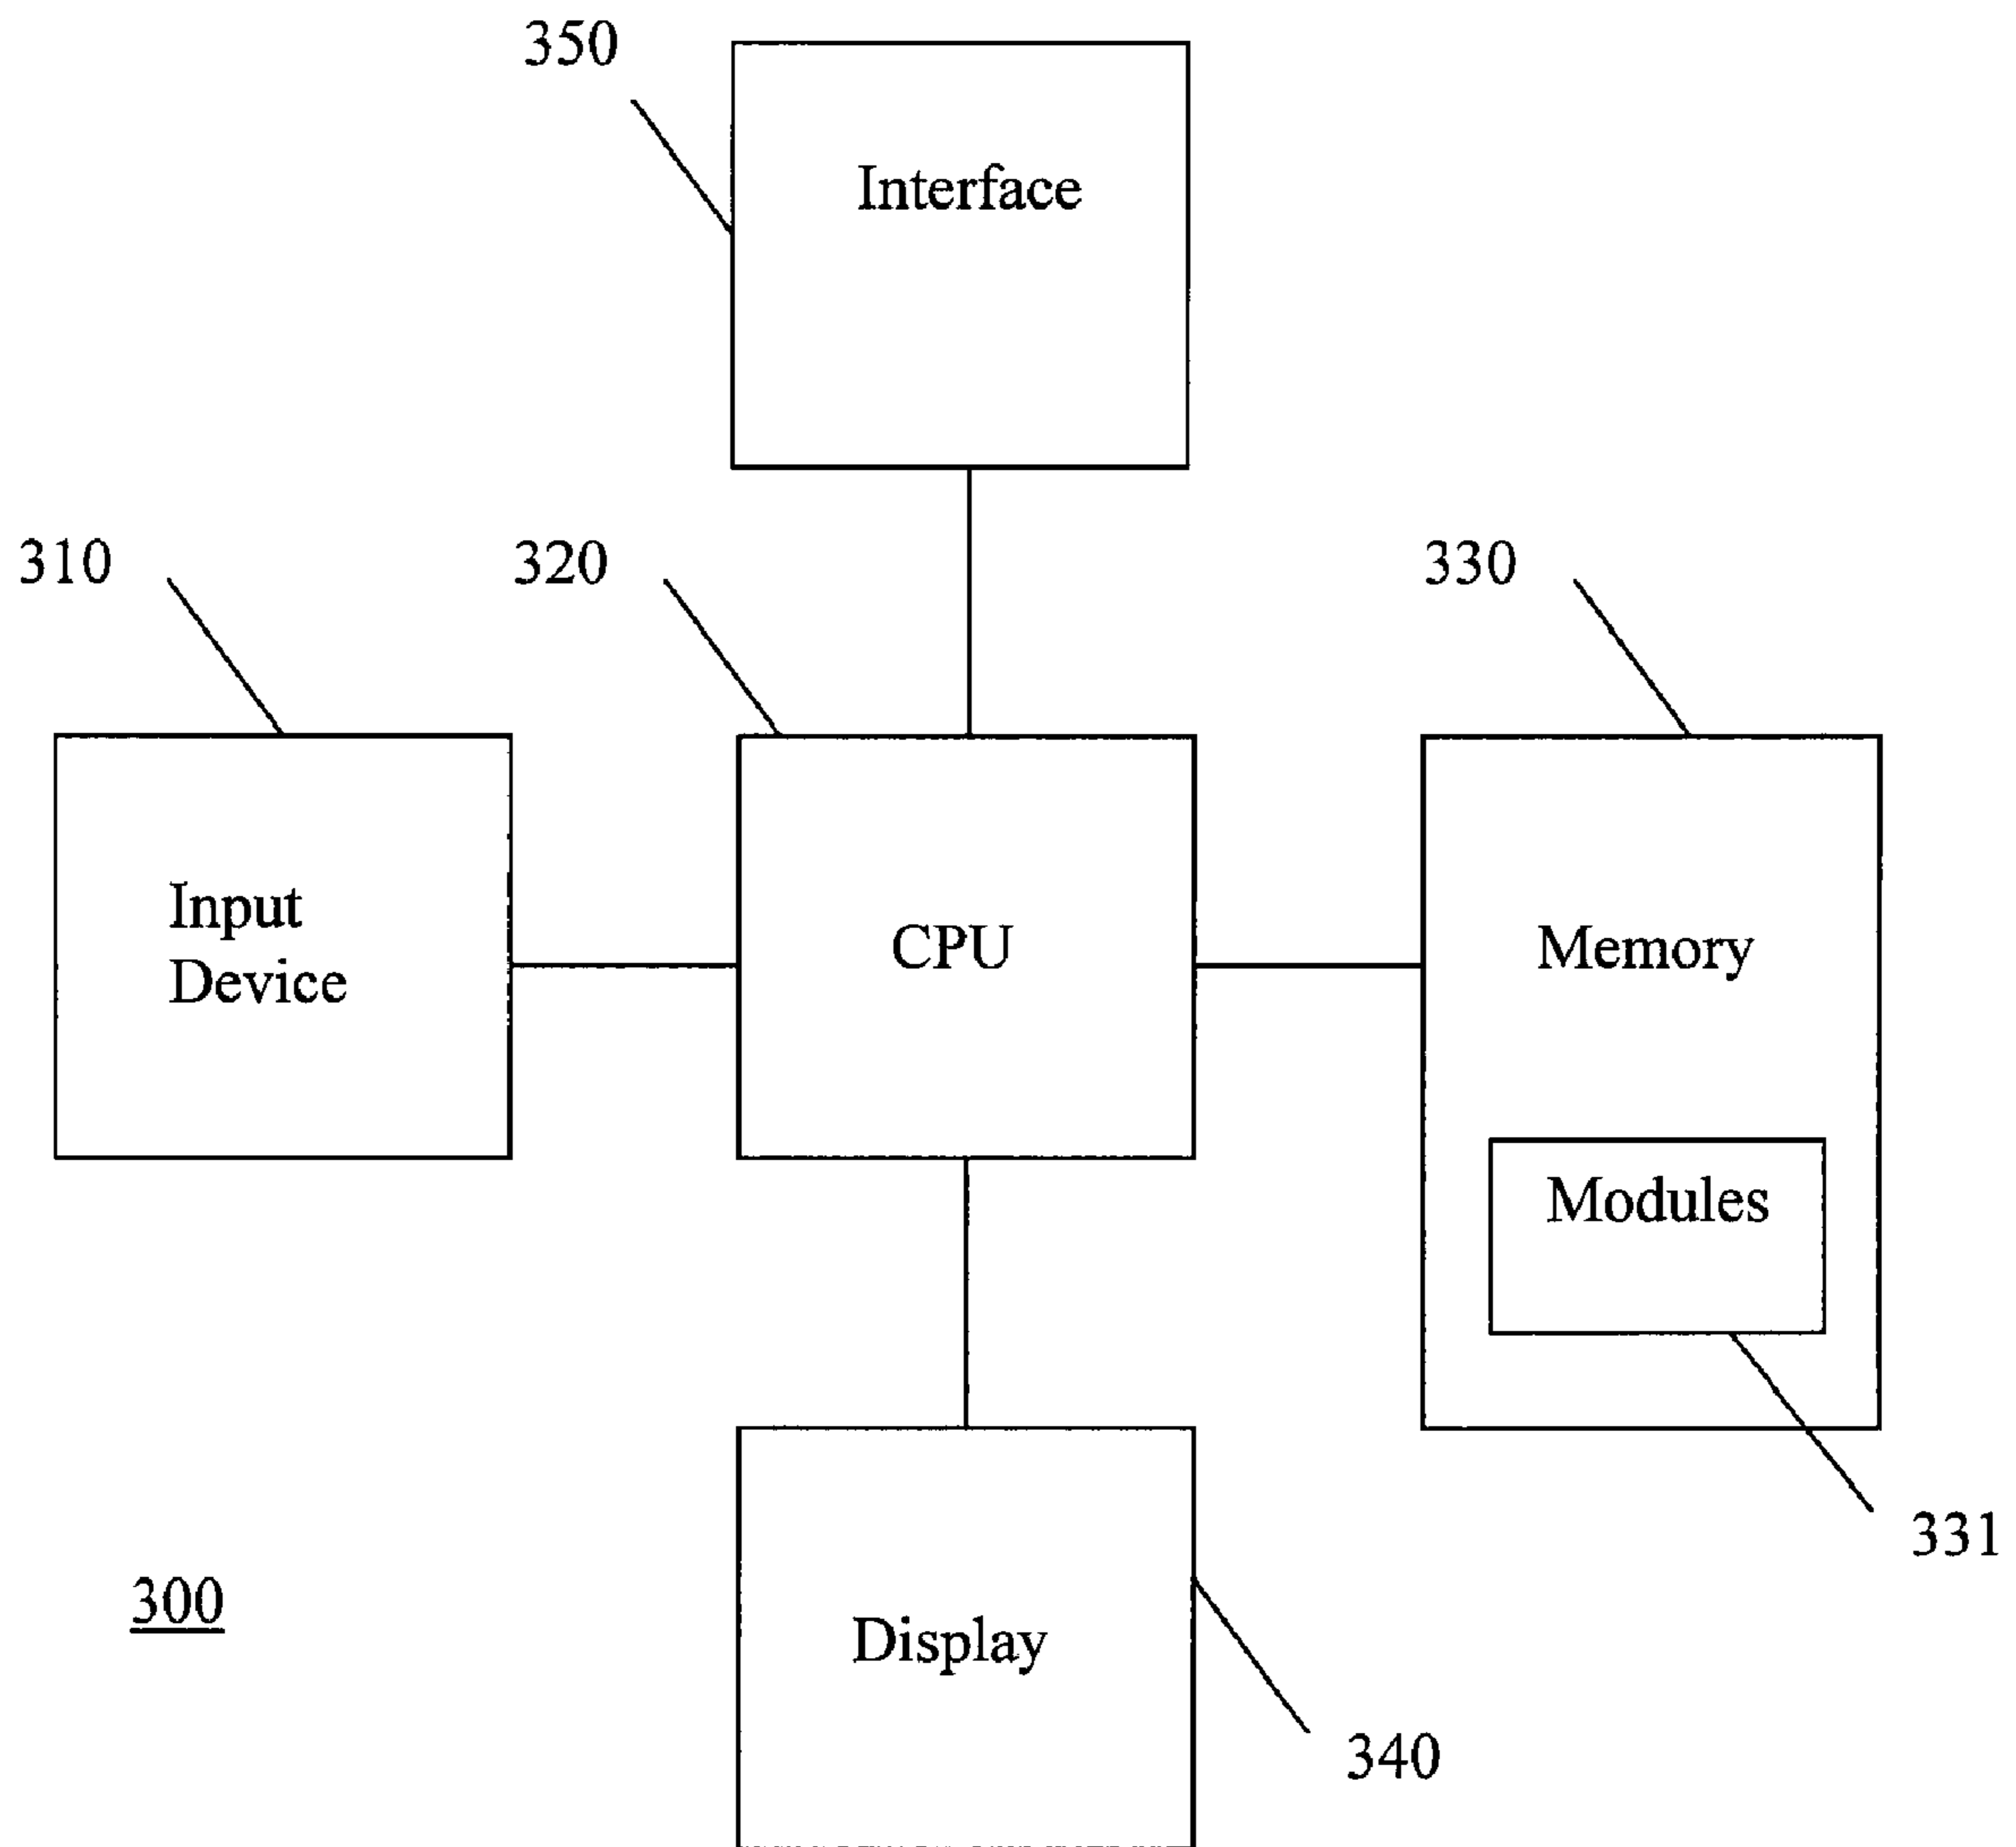 350
Interface
310
320
330
Input
Device
CPU
Memory
Modules
331
300
Display
340